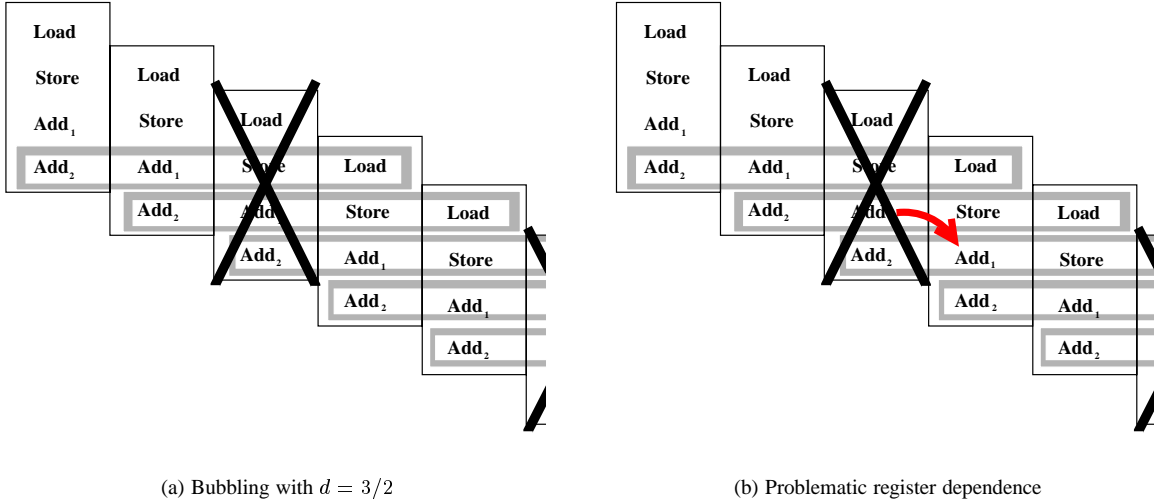 Load
Store Load
Add₁ Store Load
Add₂ Add₁ Store Load
Add₂ Add Store Load
Add₂ Add₁ Store
Add₂ Add₁
Add₂
(a) Bubbling with d = 3/2
Load
Store Load
Add₁ Store Load
Add₂ Add₁ Store Load
Add₂ Add Store Load
Add₂ Add₁ Store
Add₂ Add₁
Add₂
(b) Problematic register dependence